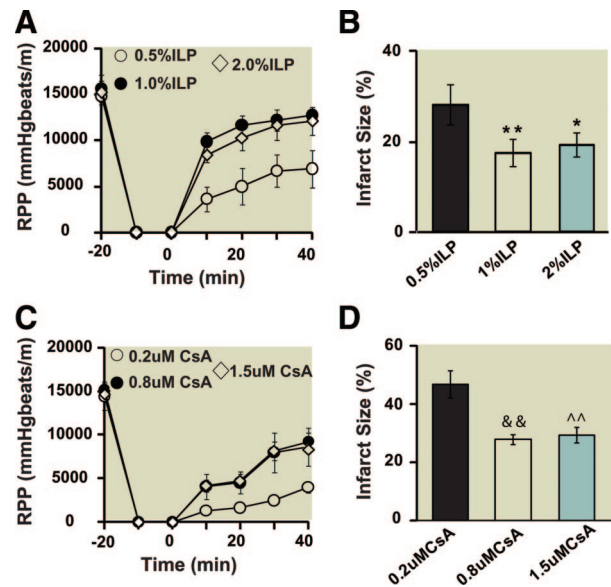 A
RPP (mmHgbeats/m)
20000
15000
10000
5000
0
0.5%ILP
2.0%ILP
1.0%ILP
-20
0
20
40
Time (min)
B
Infarct Size (%)
40
20
0
**
*
0.5%ILP
1%ILP
2%ILP
C
RPP (mmHgbeats/m)
20000
15000
10000
5000
0
0.2uM CsA
1.5uM CsA
0.8uM CsA
-20
0
20
40
Time (min)
D
Infarct Size (%)
60
40
20
0
&&
^^
0.2uMCsA
0.8uMCsA
1.5uMCsA